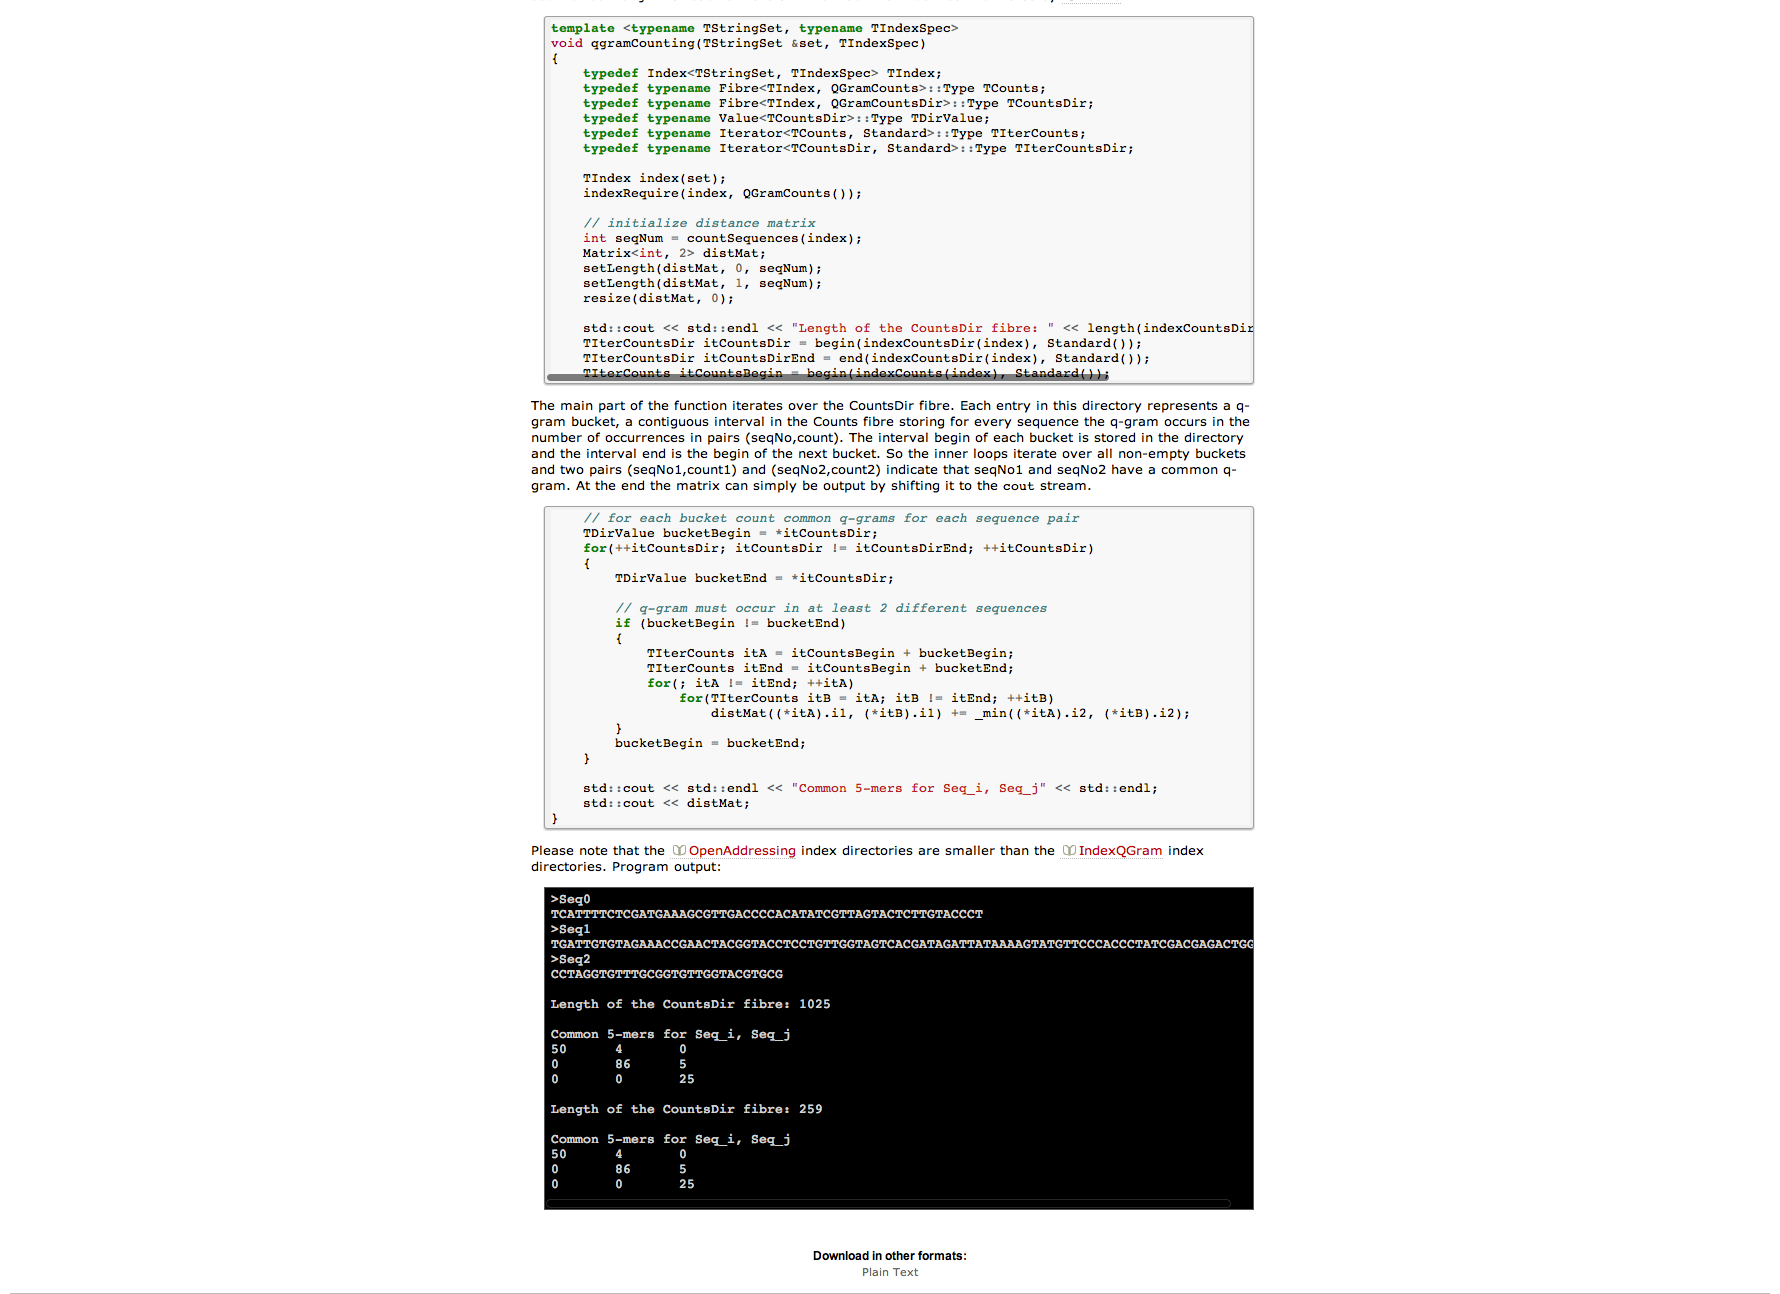 template <typename TStringSet, typename TIndexSpec>
void qgramCounting(TStringSet &set, TIndexSpec)
{
    typedef Index<TStringSet, TIndexSpec> TIndex;
    typedef typename Fibre<TIndex, QGramCounts>::Type TCounts;
    typedef typename Fibre<TIndex, QGramCountsDir>::Type TCountsDir;
    typedef typename Value<TCountsDir>::Type TDirValue;
    typedef typename Iterator<TCounts, Standard>::Type TIterCounts;
    typedef typename Iterator<TCountsDir, Standard>::Type TIterCountsDir;

    TIndex index(set);
    indexRequire(index, QGramCounts());

    // initialize distance matrix
    int seqNum = countSequences(index);
    Matrix<int, 2> distMat;
    setLength(distMat, 0, seqNum);
    setLength(distMat, 1, seqNum);
    resize(distMat, 0);

    std::cout << std::endl << "Length of the CountsDir fibre: " << length(indexCountsDir
    TIterCountsDir itCountsDir = begin(indexCountsDir(index), Standard());
    TIterCountsDir itCountsDirEnd = end(indexCountsDir(index), Standard());
    TIterCounts itCountsBegin = begin(indexCounts(index), Standard());
The main part of the function iterates over the CountsDir fibre. Each entry in this directory represents a q-
gram bucket, a contiguous interval in the Counts fibre storing for every sequence the q-gram occurs in the
number of occurrences in pairs (seqNo,count). The interval begin of each bucket is stored in the directory
and the interval end is the begin of the next bucket. So the inner loops iterate over all non-empty buckets
and two pairs (seqNo1,count1) and (seqNo2,count2) indicate that seqNo1 and seqNo2 have a common q-
gram. At the end the matrix can simply be output by shifting it to the cout stream.
    // for each bucket count common q-grams for each sequence pair
    TDirValue bucketBegin = *itCountsDir;
    for(++itCountsDir; itCountsDir != itCountsDirEnd; ++itCountsDir)
    {
        TDirValue bucketEnd = *itCountsDir;

        // q-gram must occur in at least 2 different sequences
        if (bucketBegin != bucketEnd)
        {
            TIterCounts itA = itCountsBegin + bucketBegin;
            TIterCounts itEnd = itCountsBegin + bucketEnd;
            for(; itA != itEnd; ++itA)
                for(TIterCounts itB = itA; itB != itEnd; ++itB)
                    distMat((*itA).i1, (*itB).i1) += _min((*itA).i2, (*itB).i2);
        }
        bucketBegin = bucketEnd;
    }

    std::cout << std::endl << "Common 5-mers for Seq_i, Seq_j" << std::endl;
    std::cout << distMat;
}
Please note that the OpenAddressing index directories are smaller than the IndexQGram index
directories. Program output:
>Seq0
TCATTTTCTCGATGAAAGCGTTGACCCCACATATCGTTAGTACTCTTGTACCCT
>Seq1
TGATTGTGTAGAAACCGAACTACGGTACCTCCTGTTGGTAGTCACGATAGATTATAAAAGTATGTTCCCACCCTATCGACGAGACTGG
>Seq2
CCTAGGTGTTTGCGGTGTTGGTACGTGCG

Length of the CountsDir fibre: 1025

Common 5-mers for Seq_i, Seq_j
50      4       0
0       86      5
0       0       25

Length of the CountsDir fibre: 259

Common 5-mers for Seq_i, Seq_j
50      4       0
0       86      5
0       0       25
Download in other formats:
Plain Text